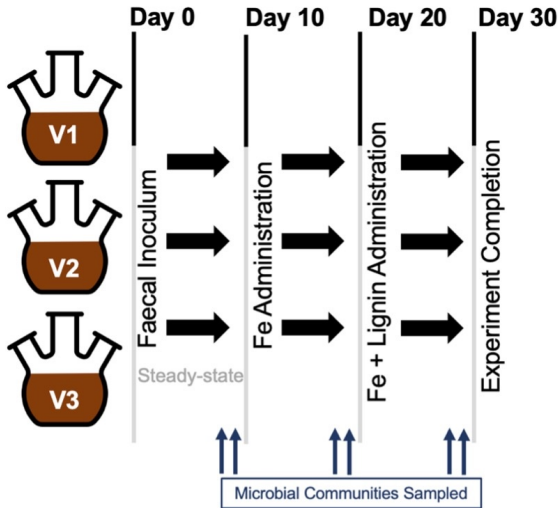 Day 0 Day 10 Day 20 Day 30
V1
V2
V3
Faecal Inoculum
Fe Administration
Fe + Lignin Administration
Experiment Completion
Steady-state
Microbial Communities Sampled